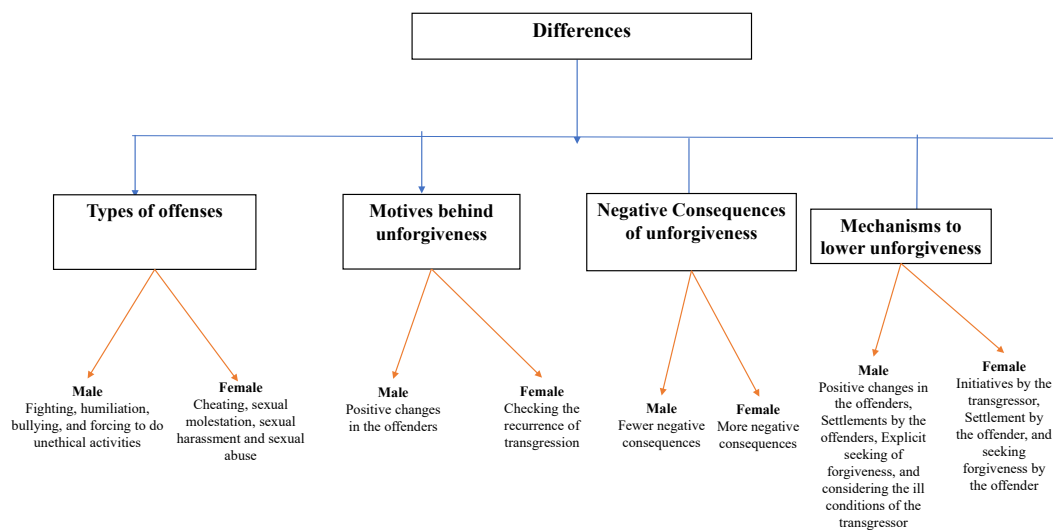 Differences
Types of offenses
Motives behind
unforgiveness
Negative Consequences
of unforgiveness
Mechanisms to
lower unforgiveness
Male
Fighting, humiliation,
bullying, and forcing to do
unethical activities
Female
Cheating, sexual
molestation, sexual
harassment and sexual
abuse
Male
Positive changes
in the offenders
Female
Checking the
recurrence of
transgression
Male
Fewer negative
consequences
Female
More negative
consequences
Male
Positive changes in
the offenders,
Settlements by the
offenders, Explicit
seeking of
forgiveness, and
considering the ill
conditions of the
transgressor
Female
Initiatives by the
transgressor,
Settlement by
the offender, and
seeking
forgiveness by
the offender